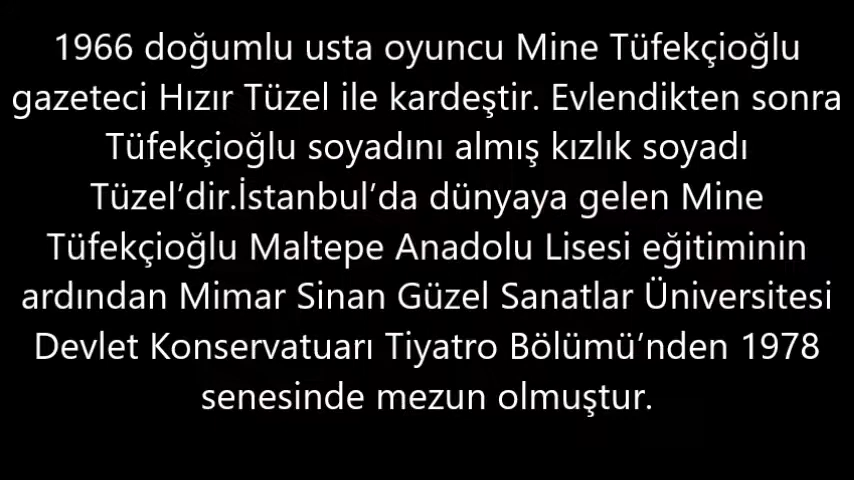 1966 doğumlu usta oyuncu Mine Tüfekçioğlu
gazeteci Hızır Tüzel ile kardeştir. Evlendikten sonra
Tüfekçioğlu soyadını almış kızlık soyadı
Tüzel’dir.İstanbul’da dünyaya gelen Mine
Tüfekçioğlu Maltepe Anadolu Lisesi eğitiminin
ardından Mimar Sinan Güzel Sanatlar Üniversitesi
Devlet Konservatuarı Tiyatro Bölümü’nden 1978
senesinde mezun olmuştur.